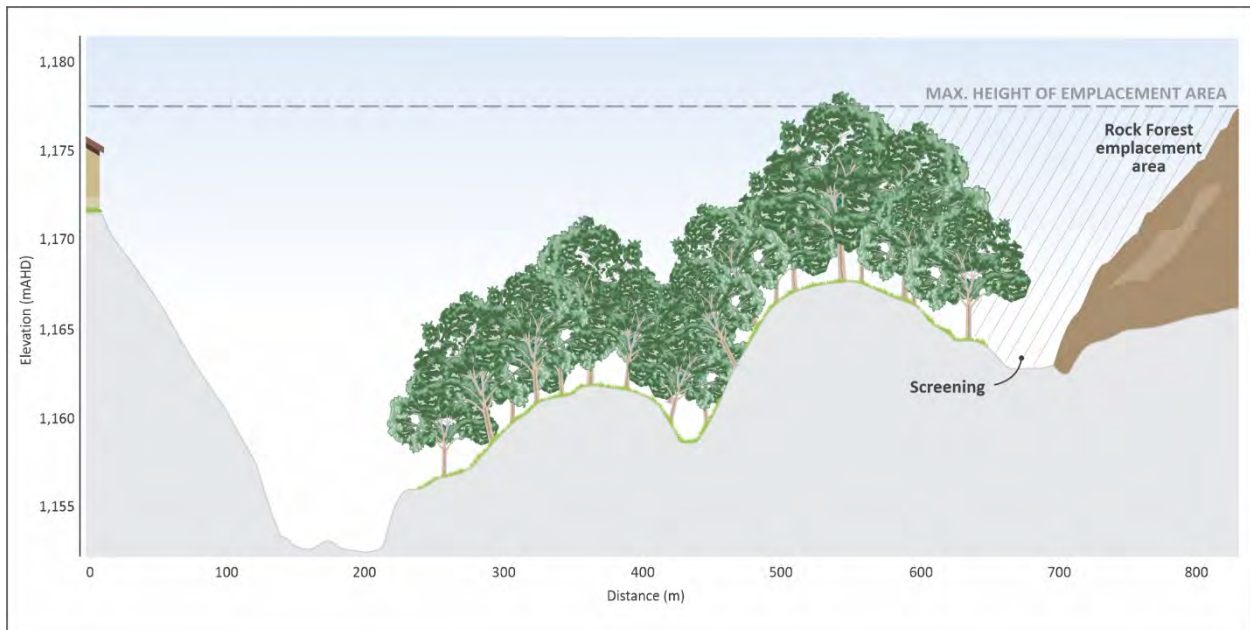 1,180
MAX. HEIGHT OF EMPLACEMENT AREA
1,175
Rock Forest
emplacement
area
1,170
Elevation (mAHD)
1,165
Screening
1,160
1,155
0 100 200 300 400 500 600 700 800
Distance (m)